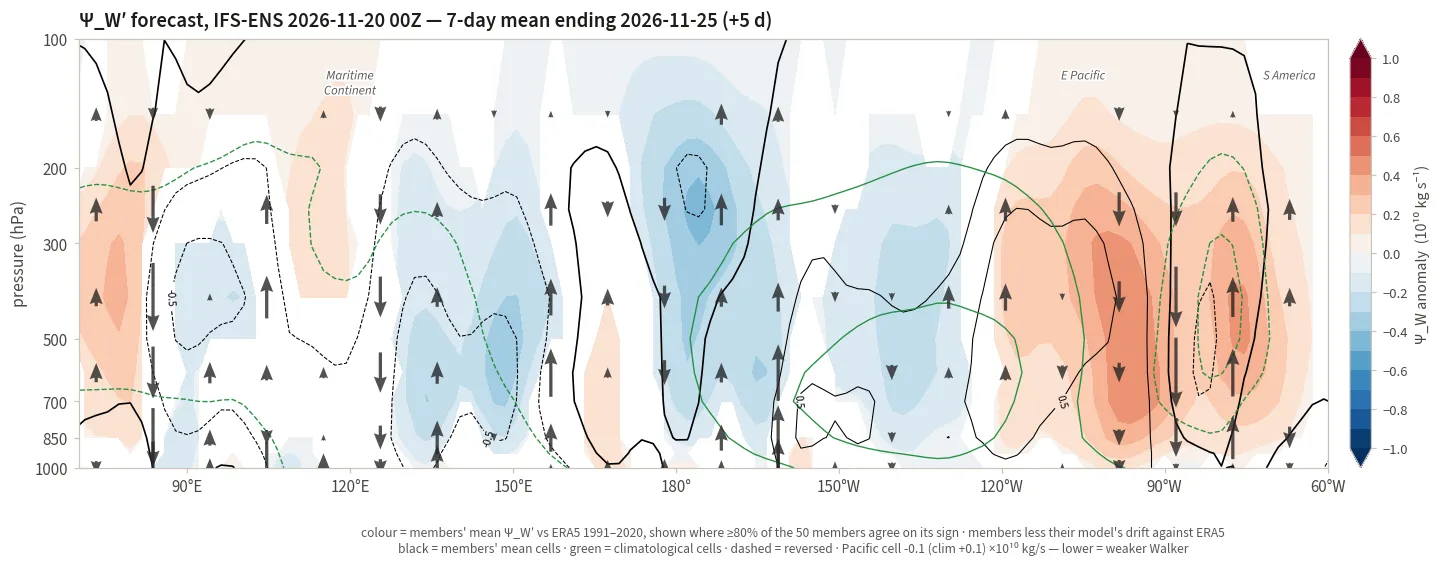 Ψ_W′ forecast, IFS-ENS 2026-11-20 00Z — 7-day mean ending 2026-11-25 (+5 d)
100
200
300
400
500
700
850
1000
pressure (hPa)
Maritime
Continent
E Pacific
S America
-0.5
-0.5
0.5
0.5
90°E
120°E
150°E
180°
150°W
120°W
90°W
60°W
1.0
0.8
0.6
0.4
0.2
0.0
−0.2
−0.4
−0.6
−0.8
−1.0
Ψ_W anomaly (10¹⁰ kg s⁻¹)
colour = members' mean Ψ_W′ vs ERA5 1991–2020, shown where ≥80% of the 50 members agree on its sign · members less their model's drift against ERA5
black = members' mean cells · green = climatological cells · dashed = reversed · Pacific cell -0.1 (clim +0.1) ×10¹⁰ kg/s — lower = weaker Walker